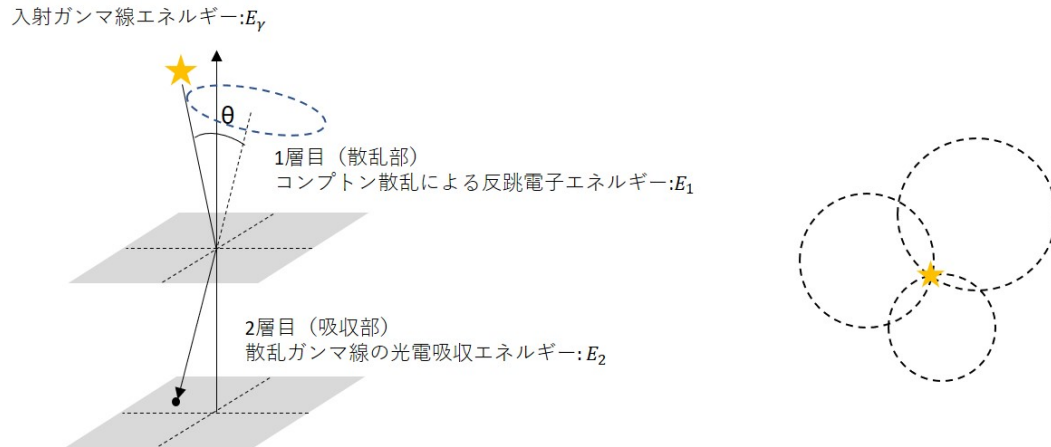 入射ガンマ線エネルギー:Eγ
θ
1層目（散乱部）
コンプトン散乱による反跳電子エネルギー:E₁
2層目（吸収部）
散乱ガンマ線の光電吸収エネルギー: E₂